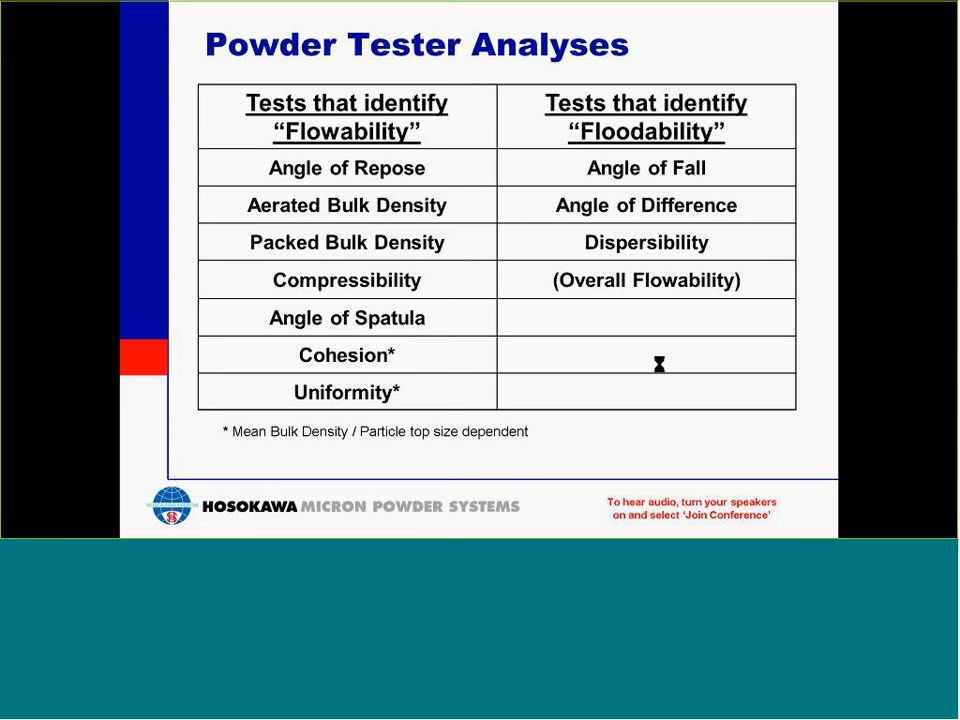 Powder Tester Analyses
Tests that identify
“Flowability”
Tests that identify
“Floodability”
Angle of Repose
Angle of Fall
Aerated Bulk Density
Angle of Difference
Packed Bulk Density
Dispersibility
Compressibility
(Overall Flowability)
Angle of Spatula
Cohesion*
Uniformity*
* Mean Bulk Density / Particle top size dependent
HOSOKAWA MICRON POWDER SYSTEMS
To hear audio, turn your speakers
on and select ‘Join Conference’